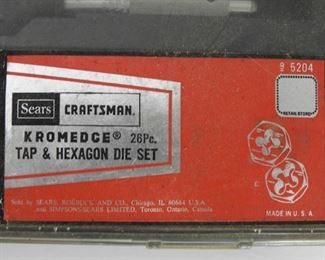 9 5204
RETAIL STORE
Sears CRAFTSMAN®
KROMEDGE® 26Pc.
TAP & HEXAGON DIE SET
Sold by SEARS, ROEBUCK AND CO., Chicago, IL 60684 U.S.A.
and SIMPSONS-SEARS LIMITED, Toronto, Ontario, Canada
MADE IN U.S.A.